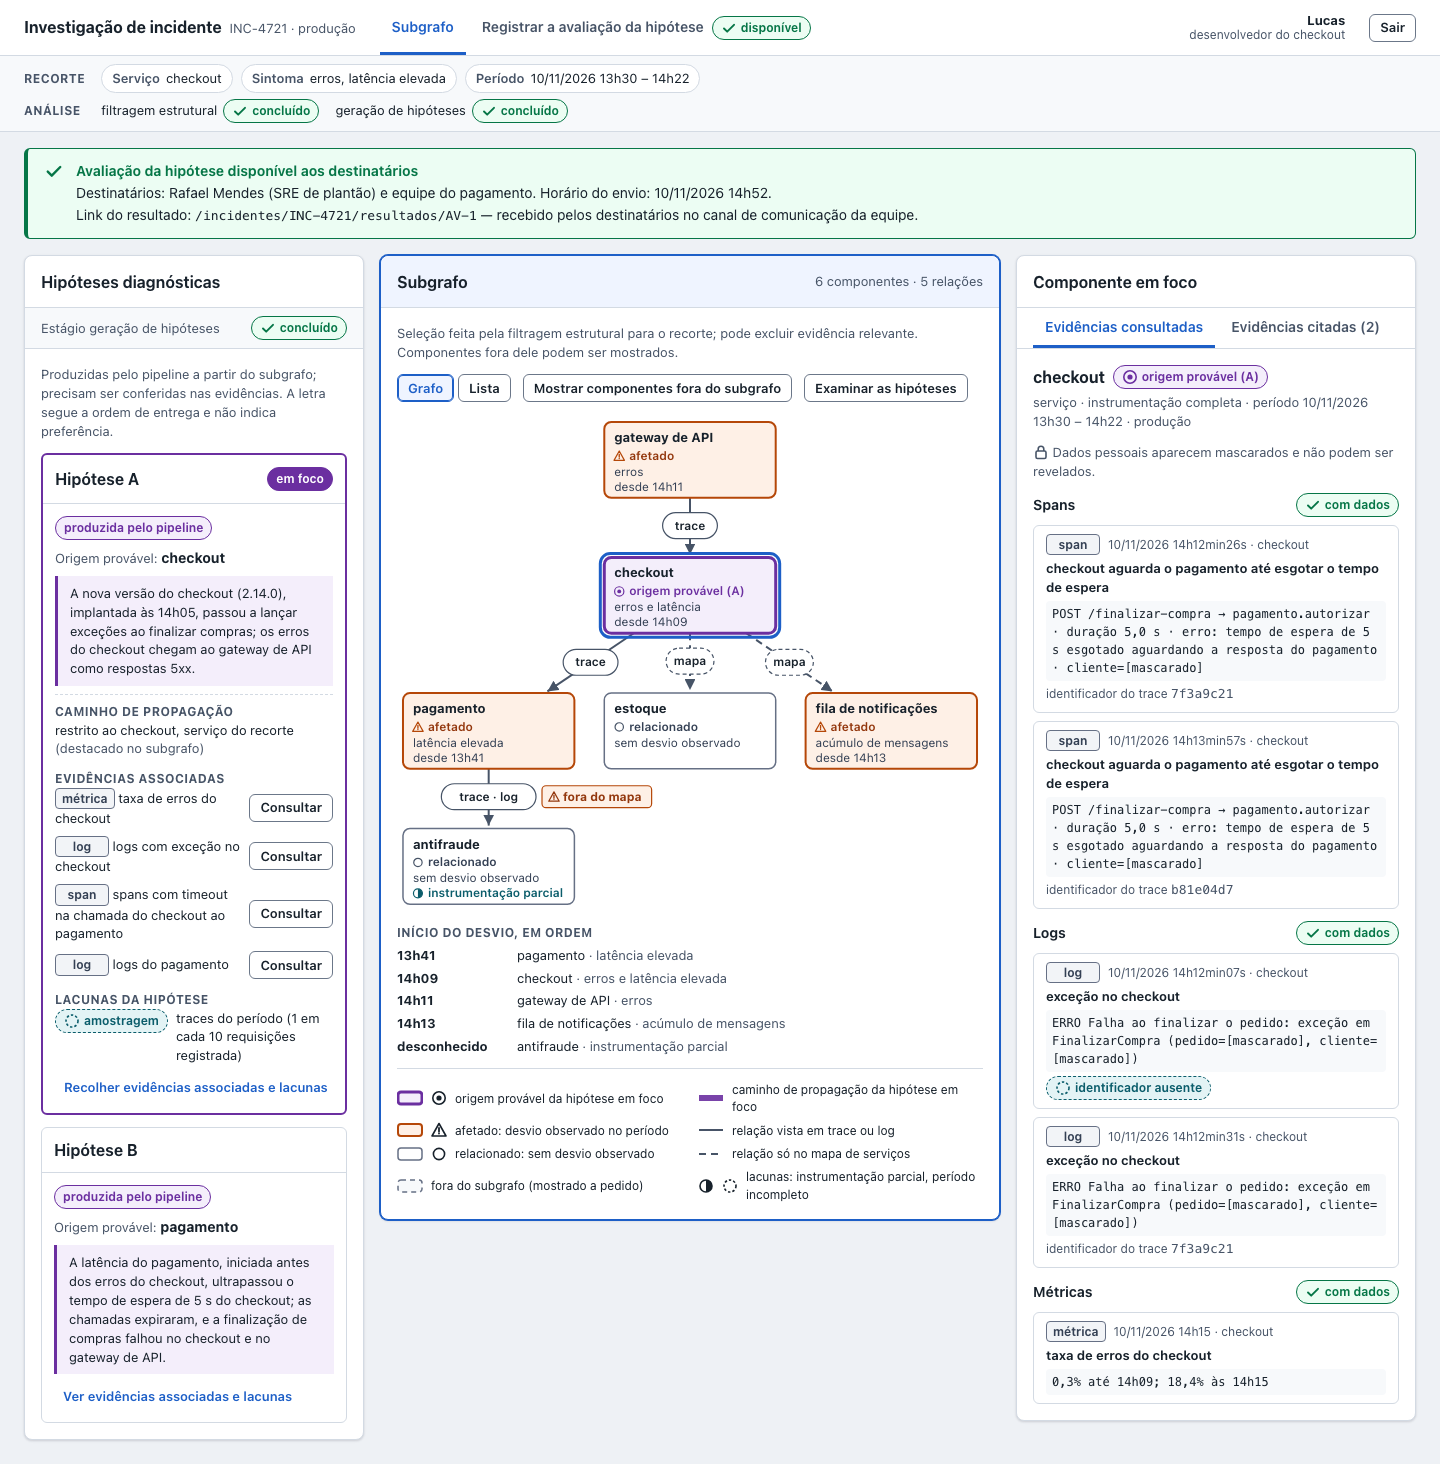 Investigação de incidente INC-4721 · produção
Subgrafo
Registrar a avaliação da hipótese
disponível
Lucas
desenvolvedor do checkout
Sair
RECORTE
Serviço checkout
Sintoma erros, latência elevada
Período 10/11/2026 13h30 – 14h22
ANÁLISE
filtragem estrutural concluído
geração de hipóteses concluído
Avaliação da hipótese disponível aos destinatários
Destinatários: Rafael Mendes (SRE de plantão) e equipe do pagamento. Horário do envio: 10/11/2026 14h52.
Link do resultado: /incidentes/INC-4721/resultados/AV-1 — recebido pelos destinatários no canal de comunicação da equipe.
Hipóteses diagnósticas
Estágio geração de hipóteses
concluído
Produzidas pelo pipeline a partir do subgrafo;
precisam ser conferidas nas evidências. A letra
segue a ordem de entrega e não indica
preferência.
Hipótese A
em foco
produzida pelo pipeline
Origem provável: checkout
A nova versão do checkout (2.14.0),
implantada às 14h05, passou a lançar
exceções ao finalizar compras; os erros
do checkout chegam ao gateway de API
como respostas 5xx.
CAMINHO DE PROPAGAÇÃO
restrito ao checkout, serviço do recorte
(destacado no subgrafo)
EVIDÊNCIAS ASSOCIADAS
métrica taxa de erros do
checkout
Consultar
log logs com exceção no
checkout
Consultar
span spans com timeout
na chamada do checkout ao
pagamento
Consultar
log logs do pagamento
Consultar
LACUNAS DA HIPÓTESE
amostragem
traces do período (1 em
cada 10 requisições
registrada)
Recolher evidências associadas e lacunas
Hipótese B
produzida pelo pipeline
Origem provável: pagamento
A latência do pagamento, iniciada antes
dos erros do checkout, ultrapassou o
tempo de espera de 5 s do checkout; as
chamadas expiraram, e a finalização de
compras falhou no checkout e no
gateway de API.
Ver evidências associadas e lacunas
Subgrafo
6 componentes · 5 relações
Seleção feita pela filtragem estrutural para o recorte; pode excluir evidência relevante.
Componentes fora dele podem ser mostrados.
Grafo
Lista
Mostrar componentes fora do subgrafo
Examinar as hipóteses
gateway de API
afetado
erros
desde 14h11
trace
checkout
origem provável (A)
erros e latência
desde 14h09
trace
mapa
mapa
pagamento
afetado
latência elevada
desde 13h41
estoque
relacionado
sem desvio observado
fila de notificações
afetado
acúmulo de mensagens
desde 14h13
trace · log
fora do mapa
antifraude
relacionado
sem desvio observado
instrumentação parcial
INÍCIO DO DESVIO, EM ORDEM
13h41 pagamento · latência elevada
14h09 checkout · erros e latência elevada
14h11 gateway de API · erros
14h13 fila de notificações · acúmulo de mensagens
desconhecido antifraude · instrumentação parcial
origem provável da hipótese em foco
caminho de propagação da hipótese em
foco
afetado: desvio observado no período
relação vista em trace ou log
relacionado: sem desvio observado
relação só no mapa de serviços
fora do subgrafo (mostrado a pedido)
lacunas: instrumentação parcial, período
incompleto
Componente em foco
Evidências consultadas
Evidências citadas (2)
checkout origem provável (A)
serviço · instrumentação completa · período 10/11/2026
13h30 – 14h22 · produção
Dados pessoais aparecem mascarados e não podem ser
revelados.
Spans
com dados
span 10/11/2026 14h12min26s · checkout
checkout aguarda o pagamento até esgotar o tempo
de espera
POST /finalizar-compra → pagamento.autorizar
· duração 5,0 s · erro: tempo de espera de 5
s esgotado aguardando a resposta do pagamento
· cliente=[mascarado]
identificador do trace 7f3a9c21
span 10/11/2026 14h13min57s · checkout
checkout aguarda o pagamento até esgotar o tempo
de espera
POST /finalizar-compra → pagamento.autorizar
· duração 5,0 s · erro: tempo de espera de 5
s esgotado aguardando a resposta do pagamento
· cliente=[mascarado]
identificador do trace b81e04d7
Logs
com dados
log 10/11/2026 14h12min07s · checkout
exceção no checkout
ERRO Falha ao finalizar o pedido: exceção em
FinalizarCompra (pedido=[mascarado], cliente=
[mascarado])
identificador ausente
log 10/11/2026 14h12min31s · checkout
exceção no checkout
ERRO Falha ao finalizar o pedido: exceção em
FinalizarCompra (pedido=[mascarado], cliente=
[mascarado])
identificador do trace 7f3a9c21
Métricas
com dados
métrica 10/11/2026 14h15 · checkout
taxa de erros do checkout
0,3% até 14h09; 18,4% às 14h15